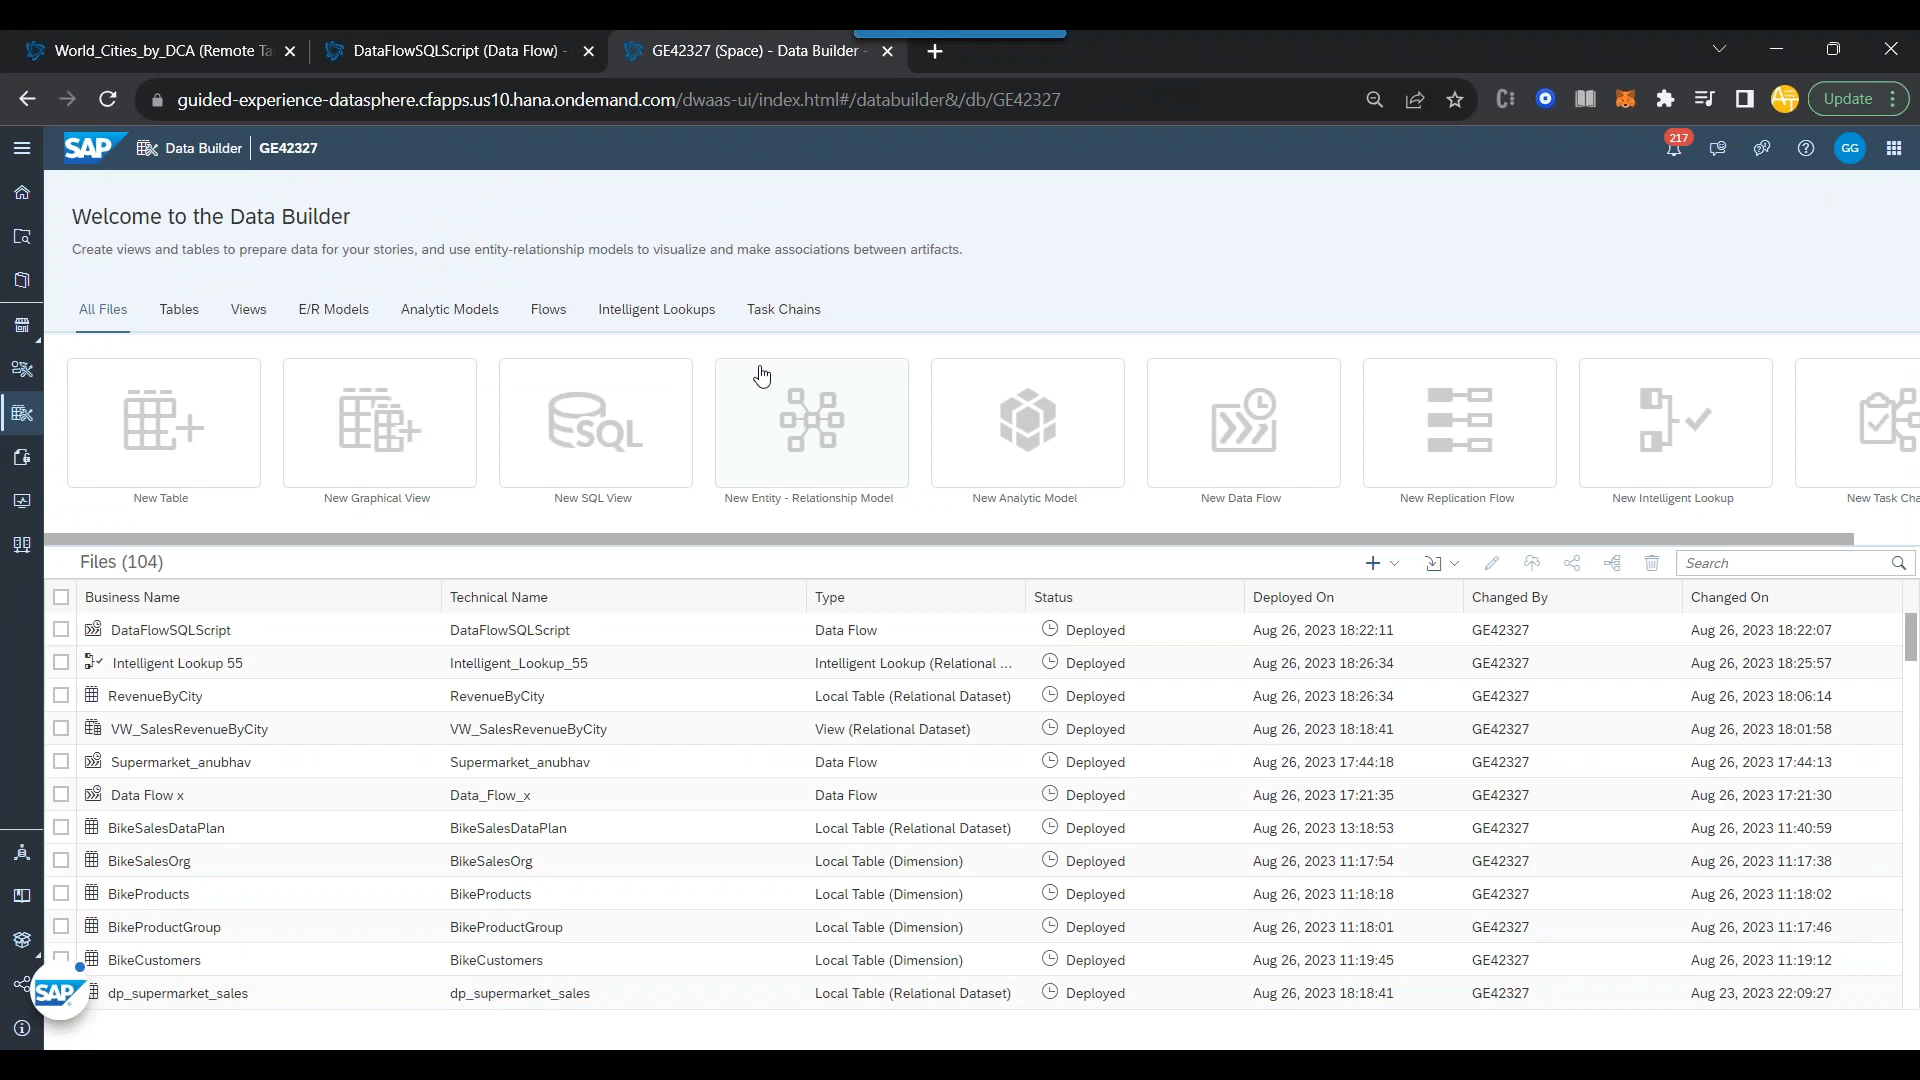 World_Cities_by_DCA (Remote Ta
DataFlowSQLScript (Data Flow) -
GE42327 (Space) - Data Builder -
guided-experience-datasphere.cfapps.us10.hana.ondemand.com/dwaas-ui/index.html#/databuilder&/db/GE42327
Update
SAP Data Builder GE42327
217
GG
Welcome to the Data Builder
Create views and tables to prepare data for your stories, and use entity-relationship models to visualize and make associations between artifacts.
All Files Tables Views E/R Models Analytic Models Flows Intelligent Lookups Task Chains
SQL
New Table New Graphical View New SQL View New Entity - Relationship Model New Analytic Model New Data Flow New Replication Flow New Intelligent Lookup New Task Cha
Files (104) Search
Business Name Technical Name Type Status Deployed On Changed By Changed On
DataFlowSQLScript DataFlowSQLScript Data Flow Deployed Aug 26, 2023 18:22:11 GE42327 Aug 26, 2023 18:22:07
Intelligent Lookup 55 Intelligent_Lookup_55 Intelligent Lookup (Relational ... Deployed Aug 26, 2023 18:26:34 GE42327 Aug 26, 2023 18:25:57
RevenueByCity RevenueByCity Local Table (Relational Dataset) Deployed Aug 26, 2023 18:26:34 GE42327 Aug 26, 2023 18:06:14
VW_SalesRevenueByCity VW_SalesRevenueByCity View (Relational Dataset) Deployed Aug 26, 2023 18:18:41 GE42327 Aug 26, 2023 18:01:58
Supermarket_anubhav Supermarket_anubhav Data Flow Deployed Aug 26, 2023 17:44:18 GE42327 Aug 26, 2023 17:44:13
Data Flow x Data_Flow_x Data Flow Deployed Aug 26, 2023 17:21:35 GE42327 Aug 26, 2023 17:21:30
BikeSalesDataPlan BikeSalesDataPlan Local Table (Relational Dataset) Deployed Aug 26, 2023 13:18:53 GE42327 Aug 26, 2023 11:40:59
BikeSalesOrg BikeSalesOrg Local Table (Dimension) Deployed Aug 26, 2023 11:17:54 GE42327 Aug 26, 2023 11:17:38
BikeProducts BikeProducts Local Table (Dimension) Deployed Aug 26, 2023 11:18:18 GE42327 Aug 26, 2023 11:18:02
BikeProductGroup BikeProductGroup Local Table (Dimension) Deployed Aug 26, 2023 11:18:01 GE42327 Aug 26, 2023 11:17:46
BikeCustomers BikeCustomers Local Table (Dimension) Deployed Aug 26, 2023 11:19:45 GE42327 Aug 26, 2023 11:19:12
dp_supermarket_sales dp_supermarket_sales Local Table (Relational Dataset) Deployed Aug 26, 2023 18:18:41 GE42327 Aug 23, 2023 22:09:27
SAP